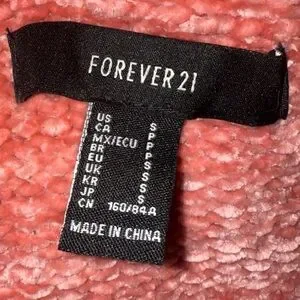 FOREVER 21
US S
CA P
MX/ECU P
BR P
EU S
UK S
KR S
JP S
CN 160/84A
MADE IN CHINA